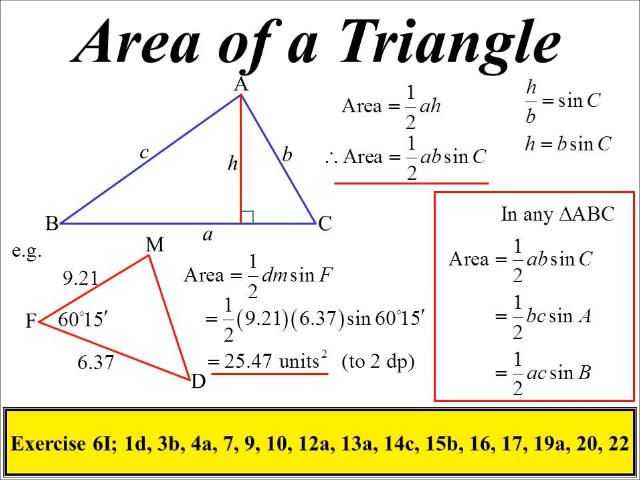 Area of a Triangle
A
c
h
b
B
a
C
Area = 1/2 ah
∴ Area = 1/2 ab sin C
h/b = sin C
h = b sin C
In any ΔABC
Area = 1/2 ab sin C
= 1/2 bc sin A
= 1/2 ac sin B
e.g.
M
9.21
F
60°15′
6.37
D
Area = 1/2 dm sin F
= 1/2 (9.21)(6.37) sin 60°15′
= 25.47 units² (to 2 dp)
Exercise 6I; 1d, 3b, 4a, 7, 9, 10, 12a, 13a, 14c, 15b, 16, 17, 19a, 20, 22